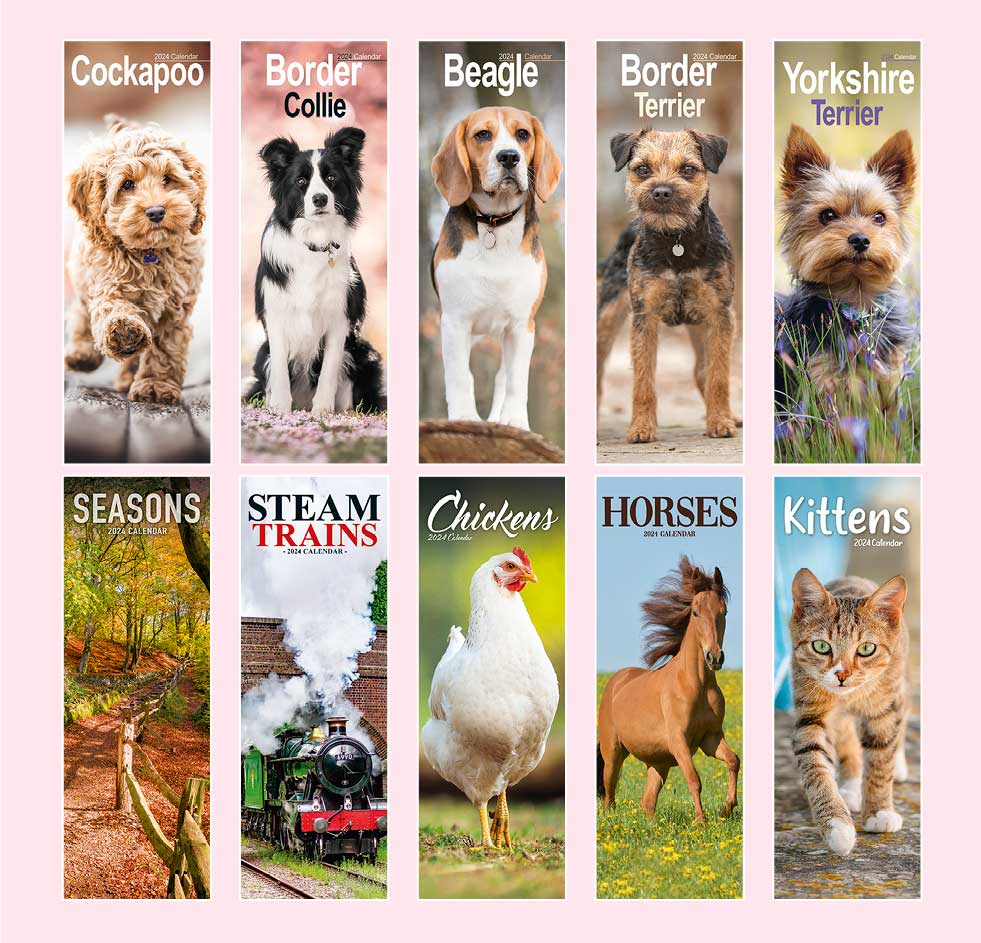 2024 Calendar
Cockapoo
2024 Calendar
Border
Collie
2024 Calendar
Beagle
2024 Calendar
Border
Terrier
Calendar
Yorkshire
Terrier
SEASONS
2024 CALENDAR
STEAM
TRAINS
- 2024 CALENDAR -
Chickens
2024 Calendar
HORSES
2024 CALENDAR
Kittens
2024 Calendar